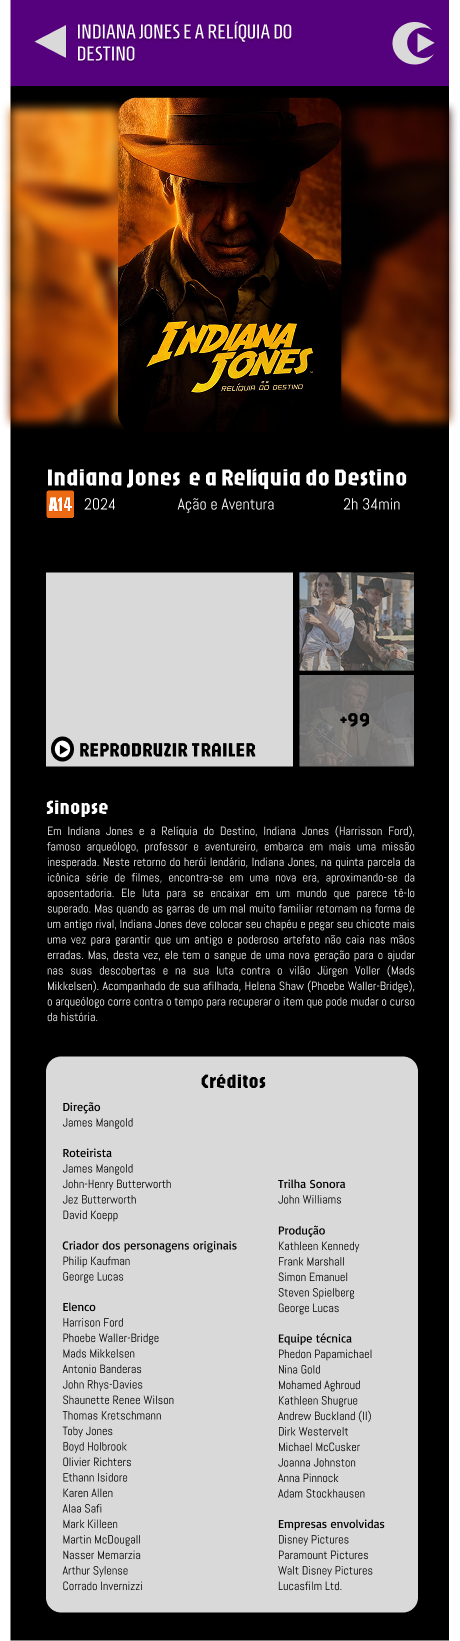 INDIANA JONES E A RELÍQUIA DO
DESTINO
INDIANA
JONES
RELÍQUIA DO DESTINO
Indiana Jones e a Relíquia do Destino
A14 2024 Ação e Aventura 2h 34min
+99
REPRODRUZIR TRAILER
Sinopse
Em Indiana Jones e a Relíquia do Destino, Indiana Jones (Harrisson Ford),
famoso arqueólogo, professor e aventureiro, embarca em mais uma missão
inesperada. Neste retorno do herói lendário, Indiana Jones, na quinta parcela da
icônica série de filmes, encontra-se em uma nova era, aproximando-se da
aposentadoria. Ele luta para se encaixar em um mundo que parece tê-lo
superado. Mas quando as garras de um mal muito familiar retornam na forma de
um antigo rival, Indiana Jones deve colocar seu chapéu e pegar seu chicote mais
uma vez para garantir que um antigo e poderoso artefato não caia nas mãos
erradas. Mas, desta vez, ele tem o sangue de uma nova geração para o ajudar
nas suas descobertas e na sua luta contra o vilão Jürgen Voller (Mads
Mikkelsen). Acompanhado de sua afilhada, Helena Shaw (Phoebe Waller-Bridge),
o arqueólogo corre contra o tempo para recuperar o item que pode mudar o curso
da história.
Créditos
Direção
James Mangold
Roteirista
James Mangold
John-Henry Butterworth
Jez Butterworth
David Koepp
Criador dos personagens originais
Philip Kaufman
George Lucas
Elenco
Harrison Ford
Phoebe Waller-Bridge
Mads Mikkelsen
Antonio Banderas
John Rhys-Davies
Shaunette Renee Wilson
Thomas Kretschmann
Toby Jones
Boyd Holbrook
Olivier Richters
Ethann Isidore
Karen Allen
Alaa Safi
Mark Killeen
Martin McDougall
Nasser Memarzia
Arthur Sylense
Corrado Invernizzi
Trilha Sonora
John Williams
Produção
Kathleen Kennedy
Frank Marshall
Simon Emanuel
Steven Spielberg
George Lucas
Equipe técnica
Phedon Papamichael
Nina Gold
Mohamed Aghroud
Kathleen Shugrue
Andrew Buckland (II)
Dirk Westervelt
Michael McCusker
Joanna Johnston
Anna Pinnock
Adam Stockhausen
Empresas envolvidas
Disney Pictures
Paramount Pictures
Walt Disney Pictures
Lucasfilm Ltd.